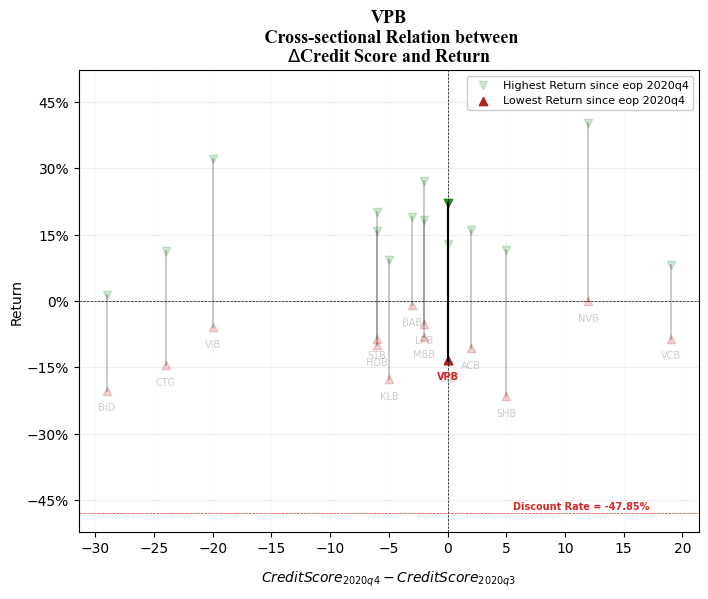 VPB
Cross-sectional Relation between
ΔCredit Score and Return
Highest Return since eop 2020q4
Lowest Return since eop 2020q4
45%
30%
15%
0%
−15%
−30%
−45%
Return
BAB
NVB
LPB
VIB
STB
MBB
VCB
HDB
ACB
VPB
CTG
KLB
BID
SHB
Discount Rate = -47.85%
−30 −25 −20 −15 −10 −5 0 5 10 15 20
CreditScore2020q4 − CreditScore2020q3